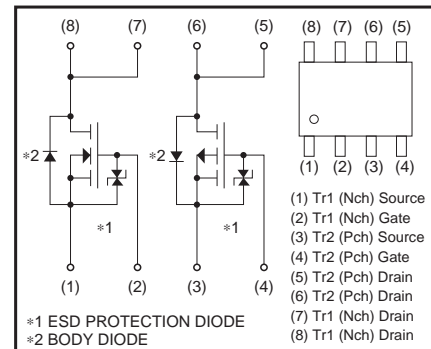 (8) (7) (6) (5)
(8) (7) (6) (5)
∗2 ∗2
∗1 ∗1
(1) (2) (3) (4)
(1) (2) (3) (4)
(1) Tr1 (Nch) Source
(2) Tr1 (Nch) Gate
(3) Tr2 (Pch) Source
(4) Tr2 (Pch) Gate
(5) Tr2 (Pch) Drain
(6) Tr2 (Pch) Drain
(7) Tr1 (Nch) Drain
(8) Tr1 (Nch) Drain
∗1 ESD PROTECTION DIODE
∗2 BODY DIODE